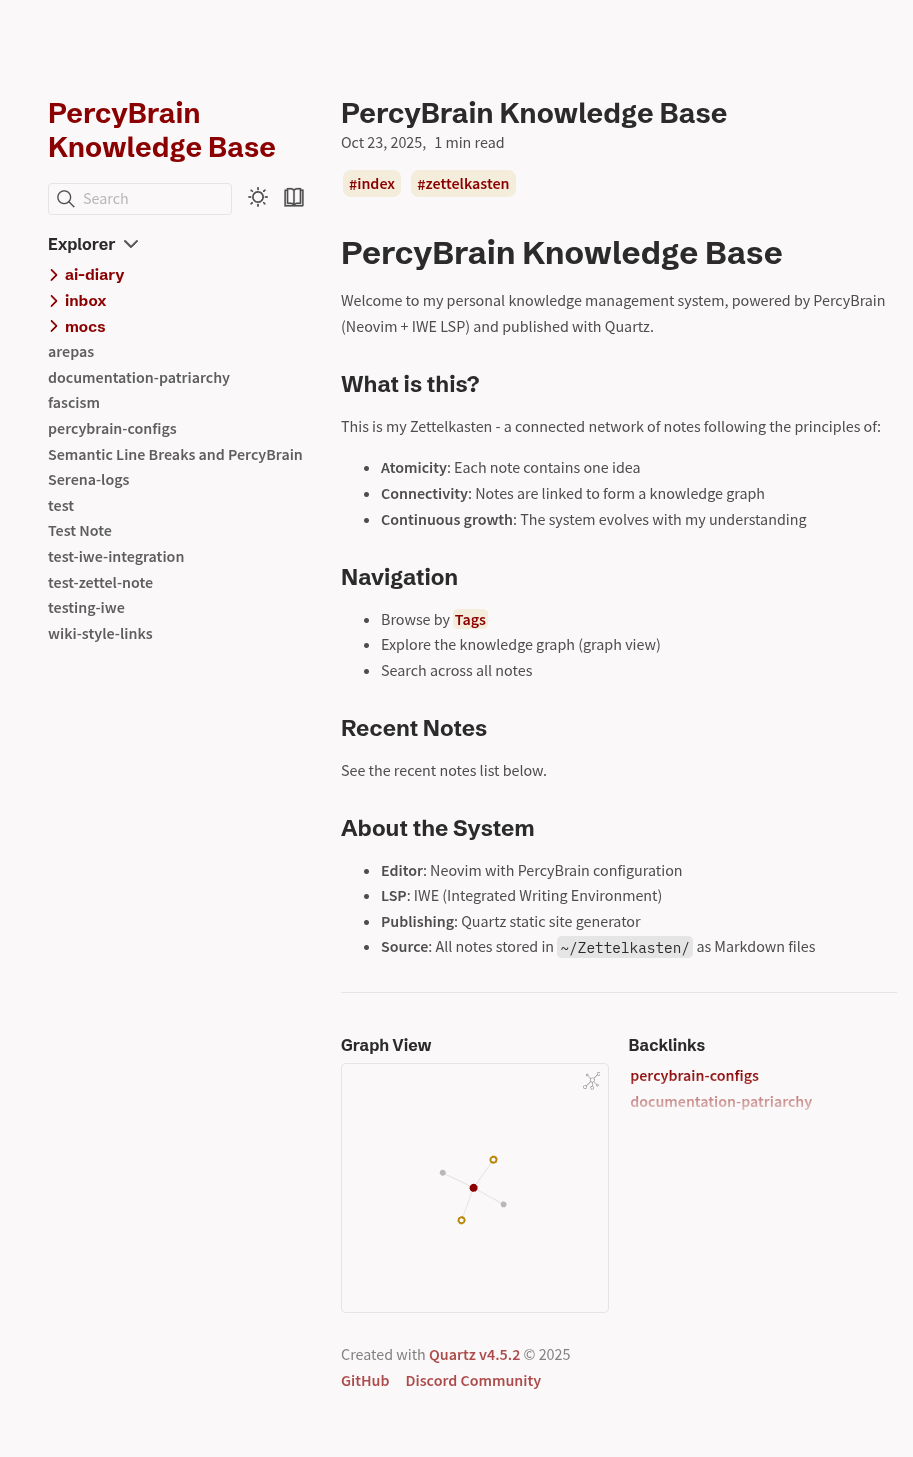 PercyBrain
Knowledge Base
Search
Explorer
ai-diary
inbox
mocs
arepas
documentation-patriarchy
fascism
percybrain-configs
Semantic Line Breaks and PercyBrain
Serena-logs
test
Test Note
test-iwe-integration
test-zettel-note
testing-iwe
wiki-style-links
PercyBrain Knowledge Base
Oct 23, 2025, 1 min read
#index #zettelkasten
PercyBrain Knowledge Base
Welcome to my personal knowledge management system, powered by PercyBrain
(Neovim + IWE LSP) and published with Quartz.
What is this?
This is my Zettelkasten - a connected network of notes following the principles of:
Atomicity: Each note contains one idea
Connectivity: Notes are linked to form a knowledge graph
Continuous growth: The system evolves with my understanding
Navigation
Browse by Tags
Explore the knowledge graph (graph view)
Search across all notes
Recent Notes
See the recent notes list below.
About the System
Editor: Neovim with PercyBrain configuration
LSP: IWE (Integrated Writing Environment)
Publishing: Quartz static site generator
Source: All notes stored in ~/Zettelkasten/ as Markdown files
Graph View
Backlinks
percybrain-configs
documentation-patriarchy
Created with Quartz v4.5.2 © 2025
GitHub Discord Community